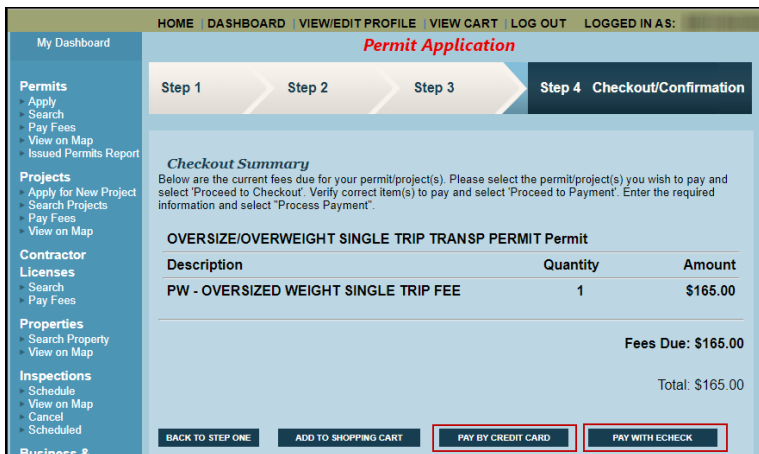 HOME | DASHBOARD | VIEW/EDIT PROFILE | VIEW CART | LOG OUT LOGGED IN AS:
My Dashboard
Permit Application
Permits
Apply
Search
Pay Fees
View on Map
Issued Permits Report
Projects
Apply for New Project
Search Projects
Pay Fees
View on Map
Contractor
Licenses
Search
Pay Fees
Properties
Search Property
View on Map
Inspections
Schedule
View on Map
Cancel
Scheduled
Business &
Step 1 Step 2 Step 3 Step 4 Checkout/Confirmation
Checkout Summary
Below are the current fees due for your permit/project(s). Please select the permit/project(s) you wish to pay and
select 'Proceed to Checkout'. Verify correct item(s) to pay and select 'Proceed to Payment'. Enter the required
information and select "Process Payment".
OVERSIZE/OVERWEIGHT SINGLE TRIP TRANSP PERMIT Permit
Description Quantity Amount
PW - OVERSIZED WEIGHT SINGLE TRIP FEE 1 $165.00
Fees Due: $165.00
Total: $165.00
BACK TO STEP ONE ADD TO SHOPPING CART PAY BY CREDIT CARD PAY WITH ECHECK